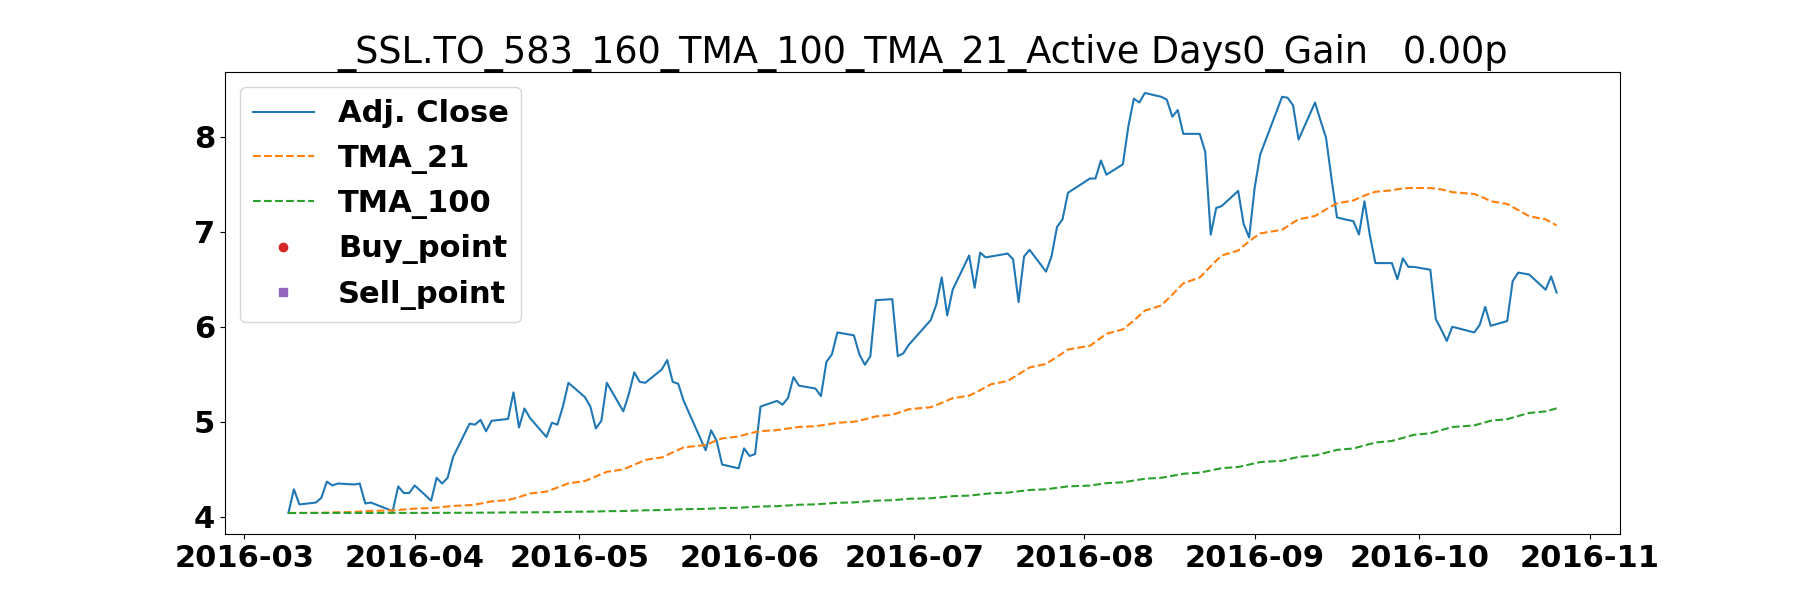 _SSL.TO_583_160_TMA_100_TMA_21_Active Days0_Gain   0.00p
Adj. Close
TMA_21
TMA_100
Buy_point
Sell_point
8
7
6
5
4
2016-03 2016-04 2016-05 2016-06 2016-07 2016-08 2016-09 2016-10 2016-11